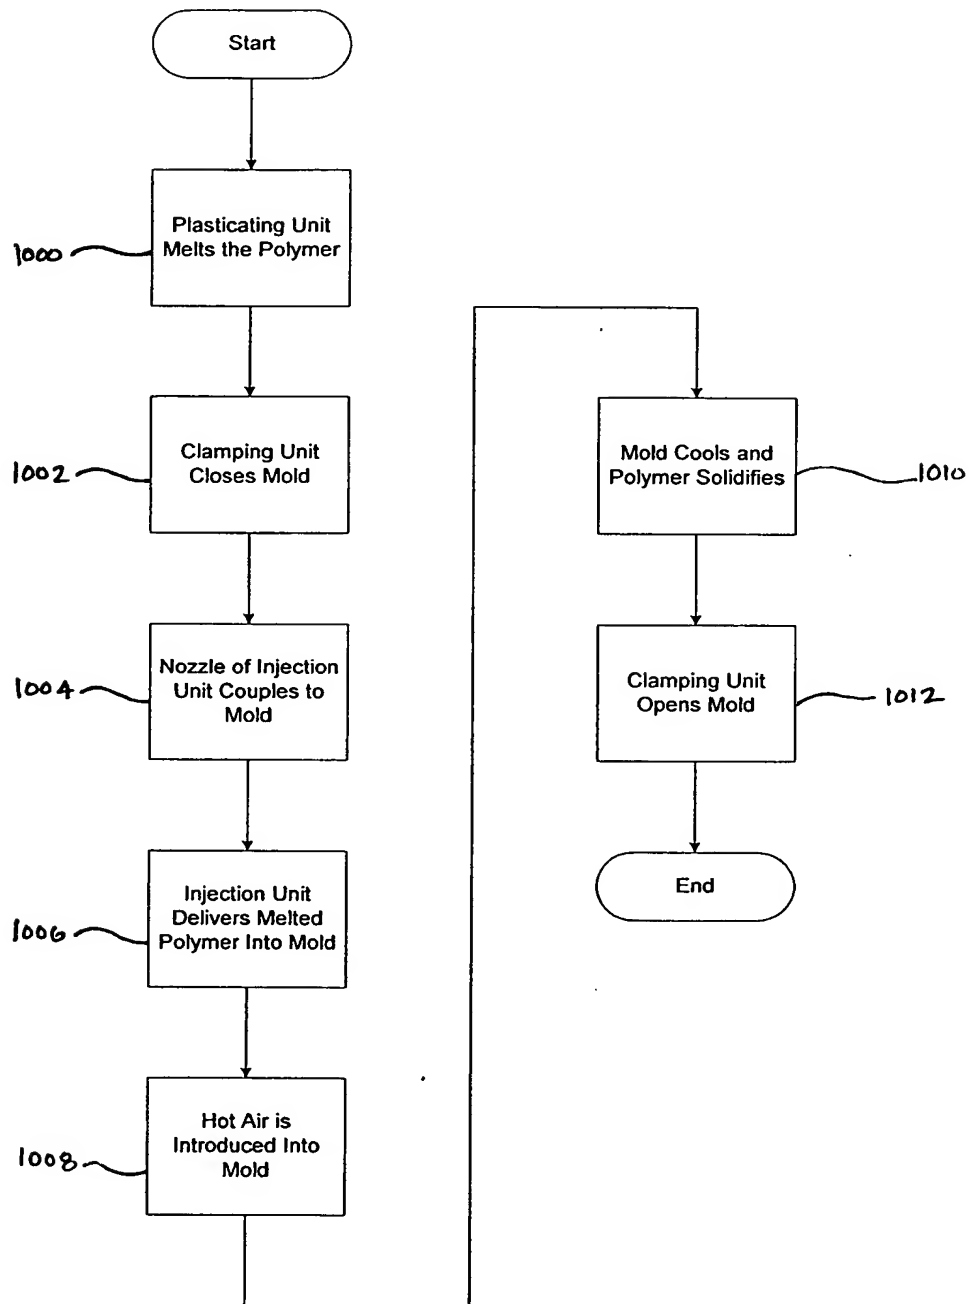 Start
Plasticating Unit
Melts the Polymer
1000
Clamping Unit
Closes Mold
1002
Nozzle of Injection
Unit Couples to
Mold
1004
Injection Unit
Delivers Melted
Polymer Into Mold
1006
Hot Air is
Introduced Into
Mold
1008
Mold Cools and
Polymer Solidifies
1010
Clamping Unit
Opens Mold
1012
End